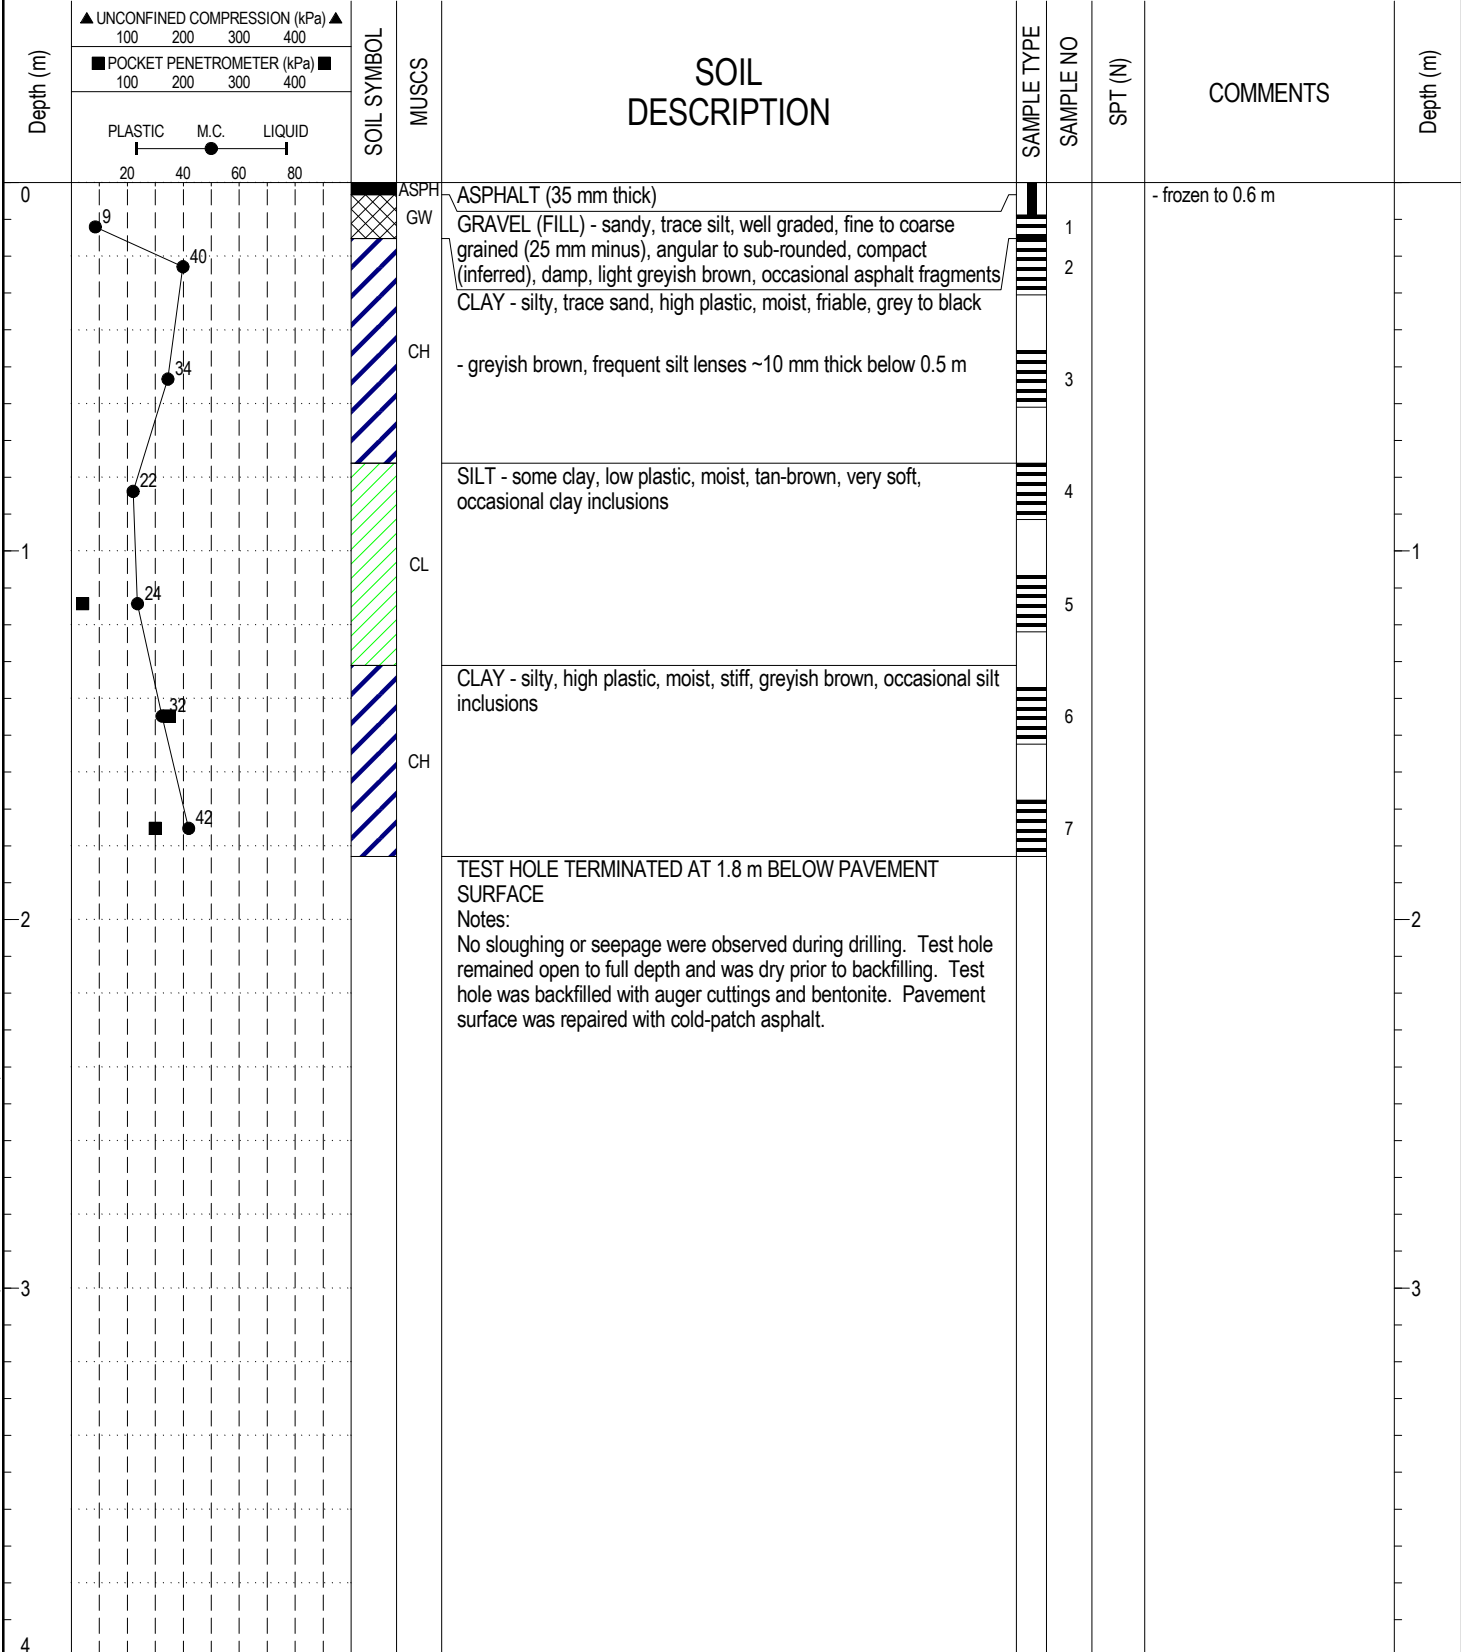 ▲ UNCONFINED COMPRESSION (kPa) ▲
100 200 300 400
■ POCKET PENETROMETER (kPa) ■
100 200 300 400
PLASTIC M.C. LIQUID
20 40 60 80
Depth (m)
SOIL SYMBOL
MUSCS
SOIL
DESCRIPTION
SAMPLE TYPE
SAMPLE NO
SPT (N)
COMMENTS
Depth (m)
0
ASPH
ASPHALT (35 mm thick)
- frozen to 0.6 m
9
GW
GRAVEL (FILL) - sandy, trace silt, well graded, fine to coarse
grained (25 mm minus), angular to sub-rounded, compact
(inferred), damp, light greyish brown, occasional asphalt fragments
1
40
2
CLAY - silty, trace sand, high plastic, moist, friable, grey to black
CH
- greyish brown, frequent silt lenses ~10 mm thick below 0.5 m
34
3
SILT - some clay, low plastic, moist, tan-brown, very soft,
occasional clay inclusions
22
4
1
CL
1
24
5
CLAY - silty, high plastic, moist, stiff, greyish brown, occasional silt
inclusions
32
6
CH
42
7
TEST HOLE TERMINATED AT 1.8 m BELOW PAVEMENT
SURFACE
2
Notes:
2
No sloughing or seepage were observed during drilling. Test hole
remained open to full depth and was dry prior to backfilling. Test
hole was backfilled with auger cuttings and bentonite. Pavement
surface was repaired with cold-patch asphalt.
3
3
4